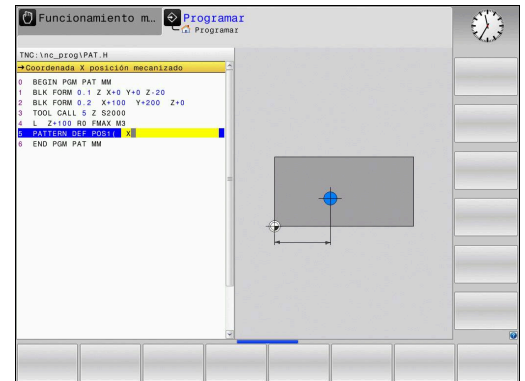 Funcionamiento m...
Programar
Programar
TNC:\nc_prog\PAT.H
→Coordenada X posición mecanizado
0 BEGIN PGM PAT MM
1 BLK FORM 0.1 Z X+0 Y+0 Z-20
2 BLK FORM 0.2 X+100 Y+200 Z+0
3 TOOL CALL 5 Z S2000
4 L Z+100 R0 FMAX M3
5 PATTERN DEF POS1( X
6 END PGM PAT MM